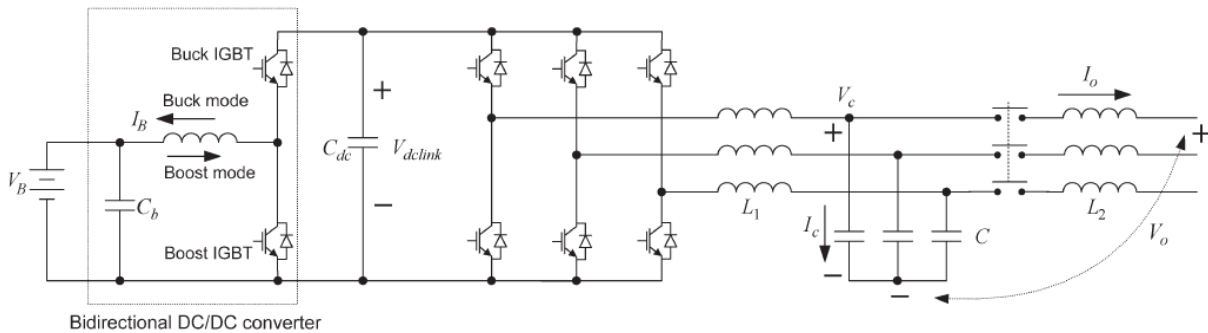 Buck IGBT
Buck mode
I_B
Boost mode
V_B
C_b
Boost IGBT
Bidirectional DC/DC converter
C_dc
+
V_dclink
−
L_1
V_c
+
I_c
−
−
C
I_o
+
L_2
V_o